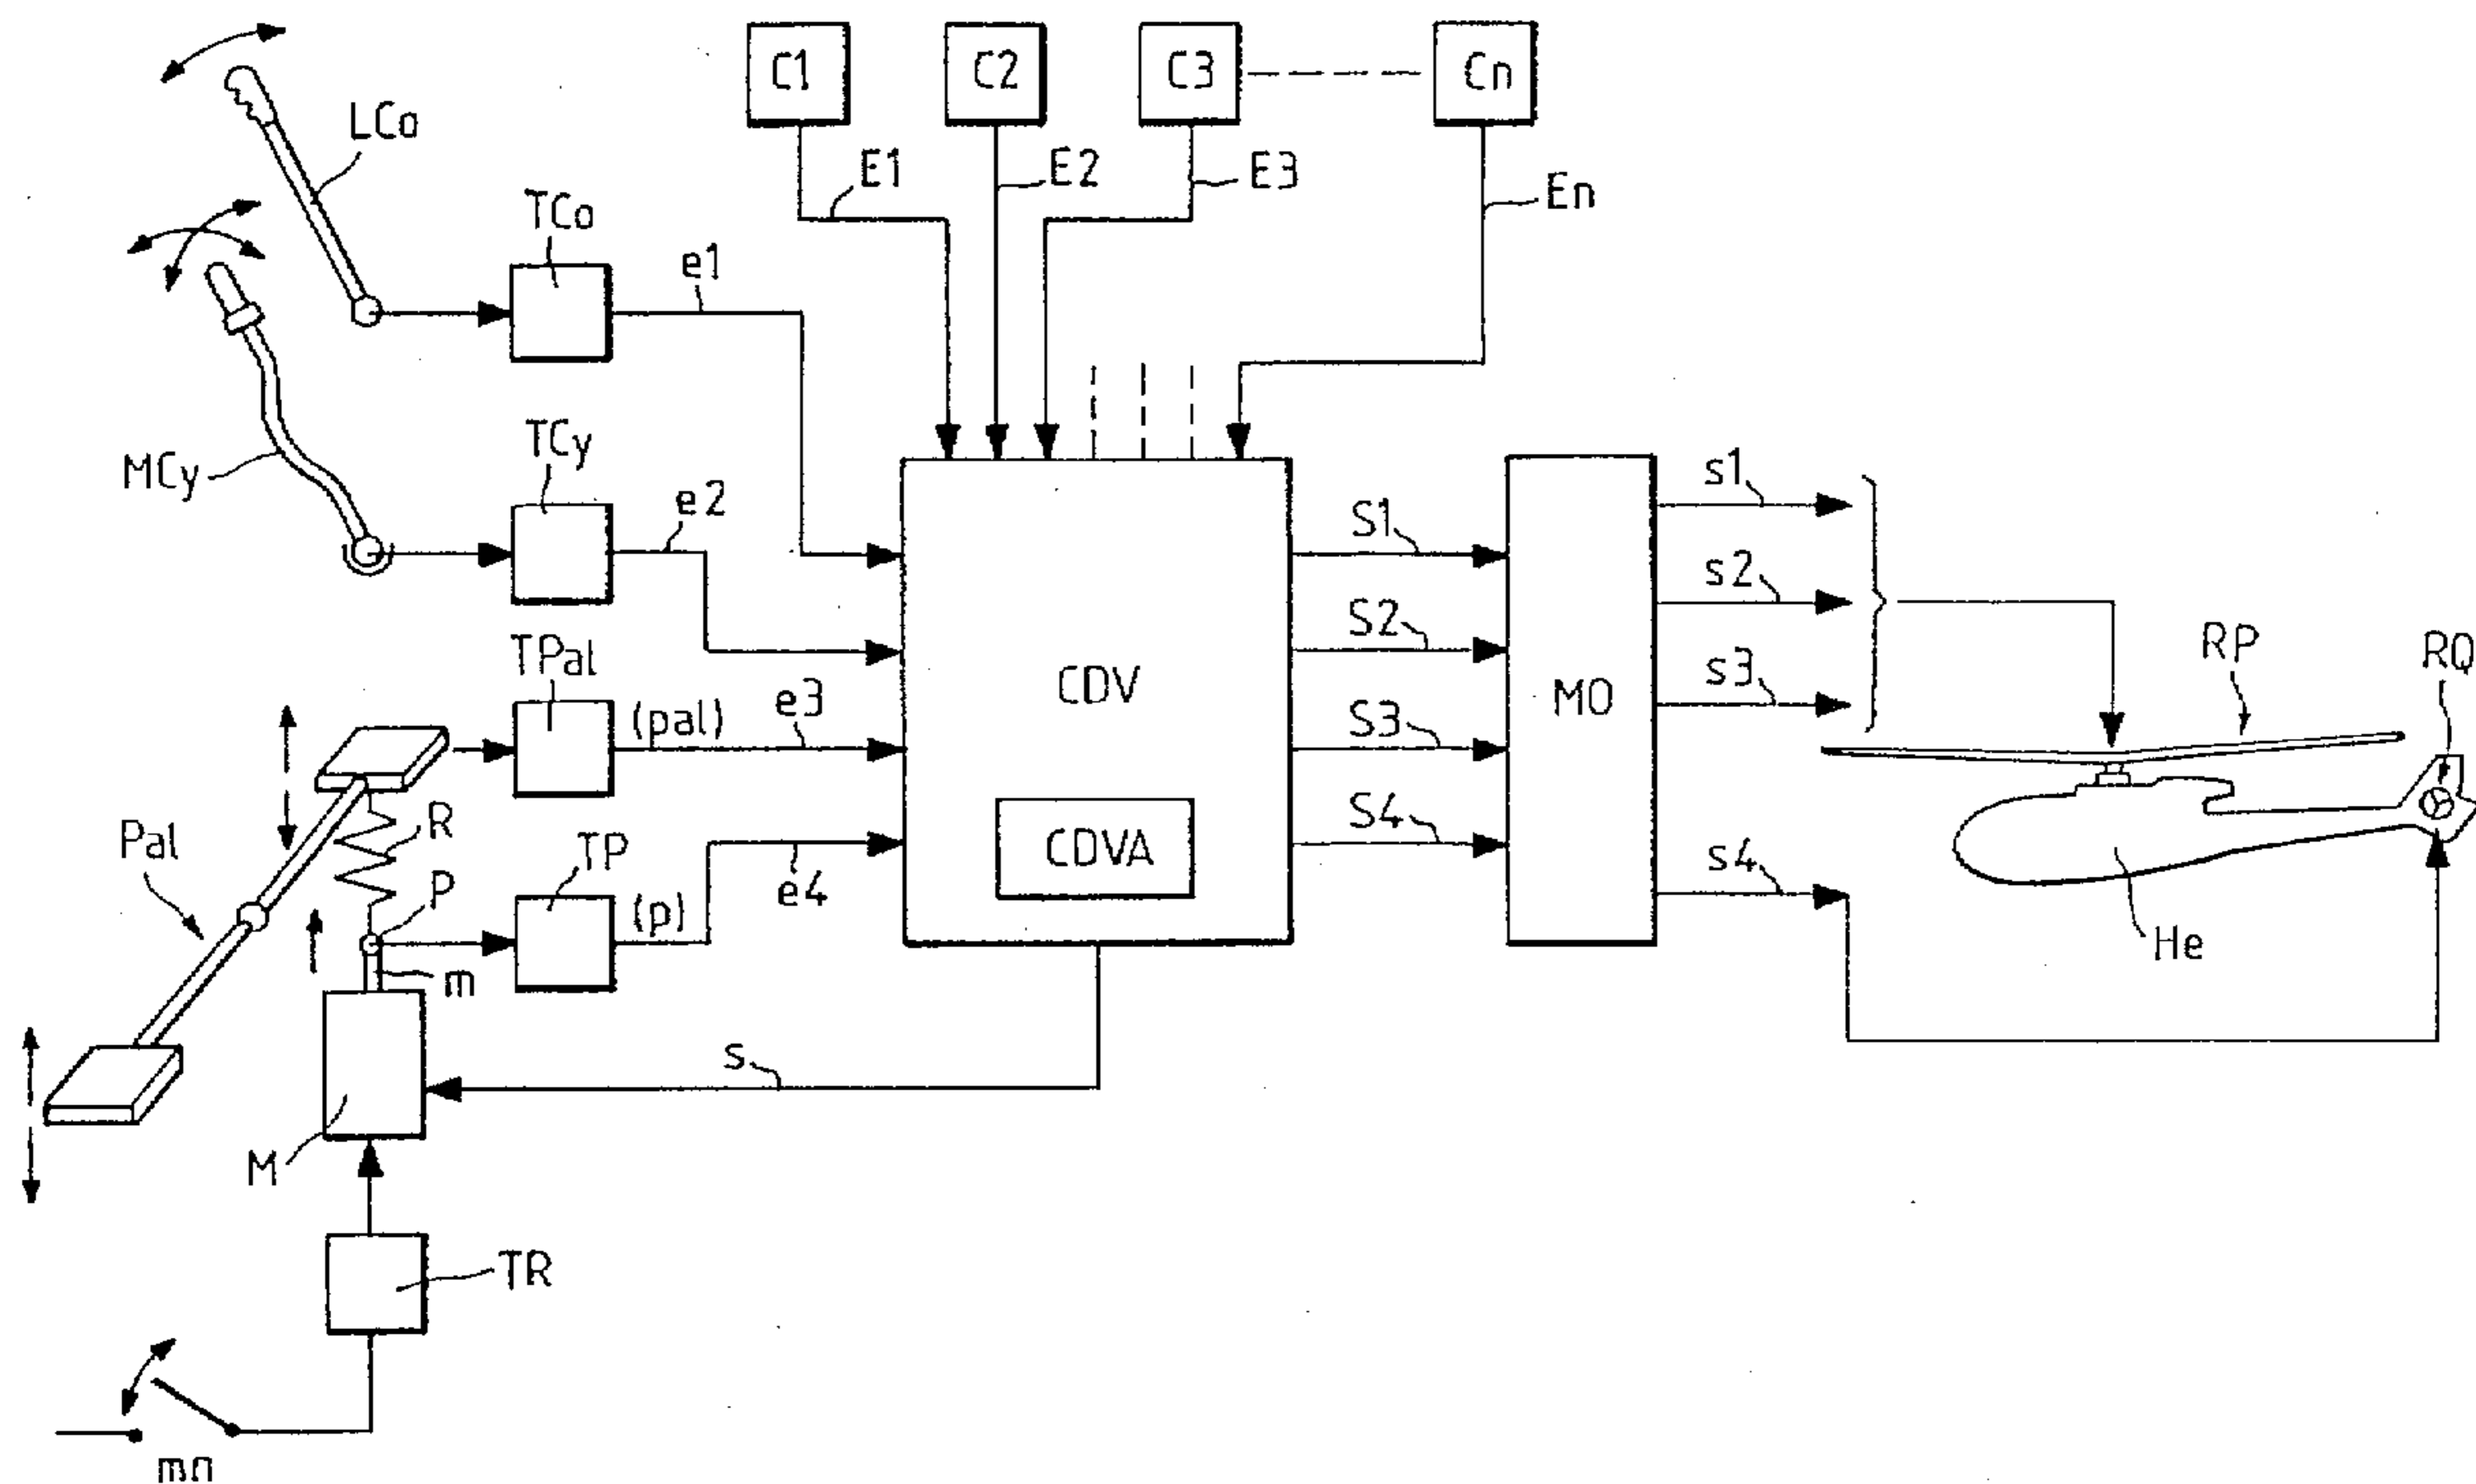 C1
C2
C3
Cn
LCo
E1
E2
E3
En
TCo
e1
MCy
TCy
e2
S1
s1
S2
s2
TPal
(pal)
e3
CDV
S3
MO
s3
RP
RQ
Pal
R
P
TP
(p)
e4
CDVA
S4
s4
He
m
s
M
TR
mn